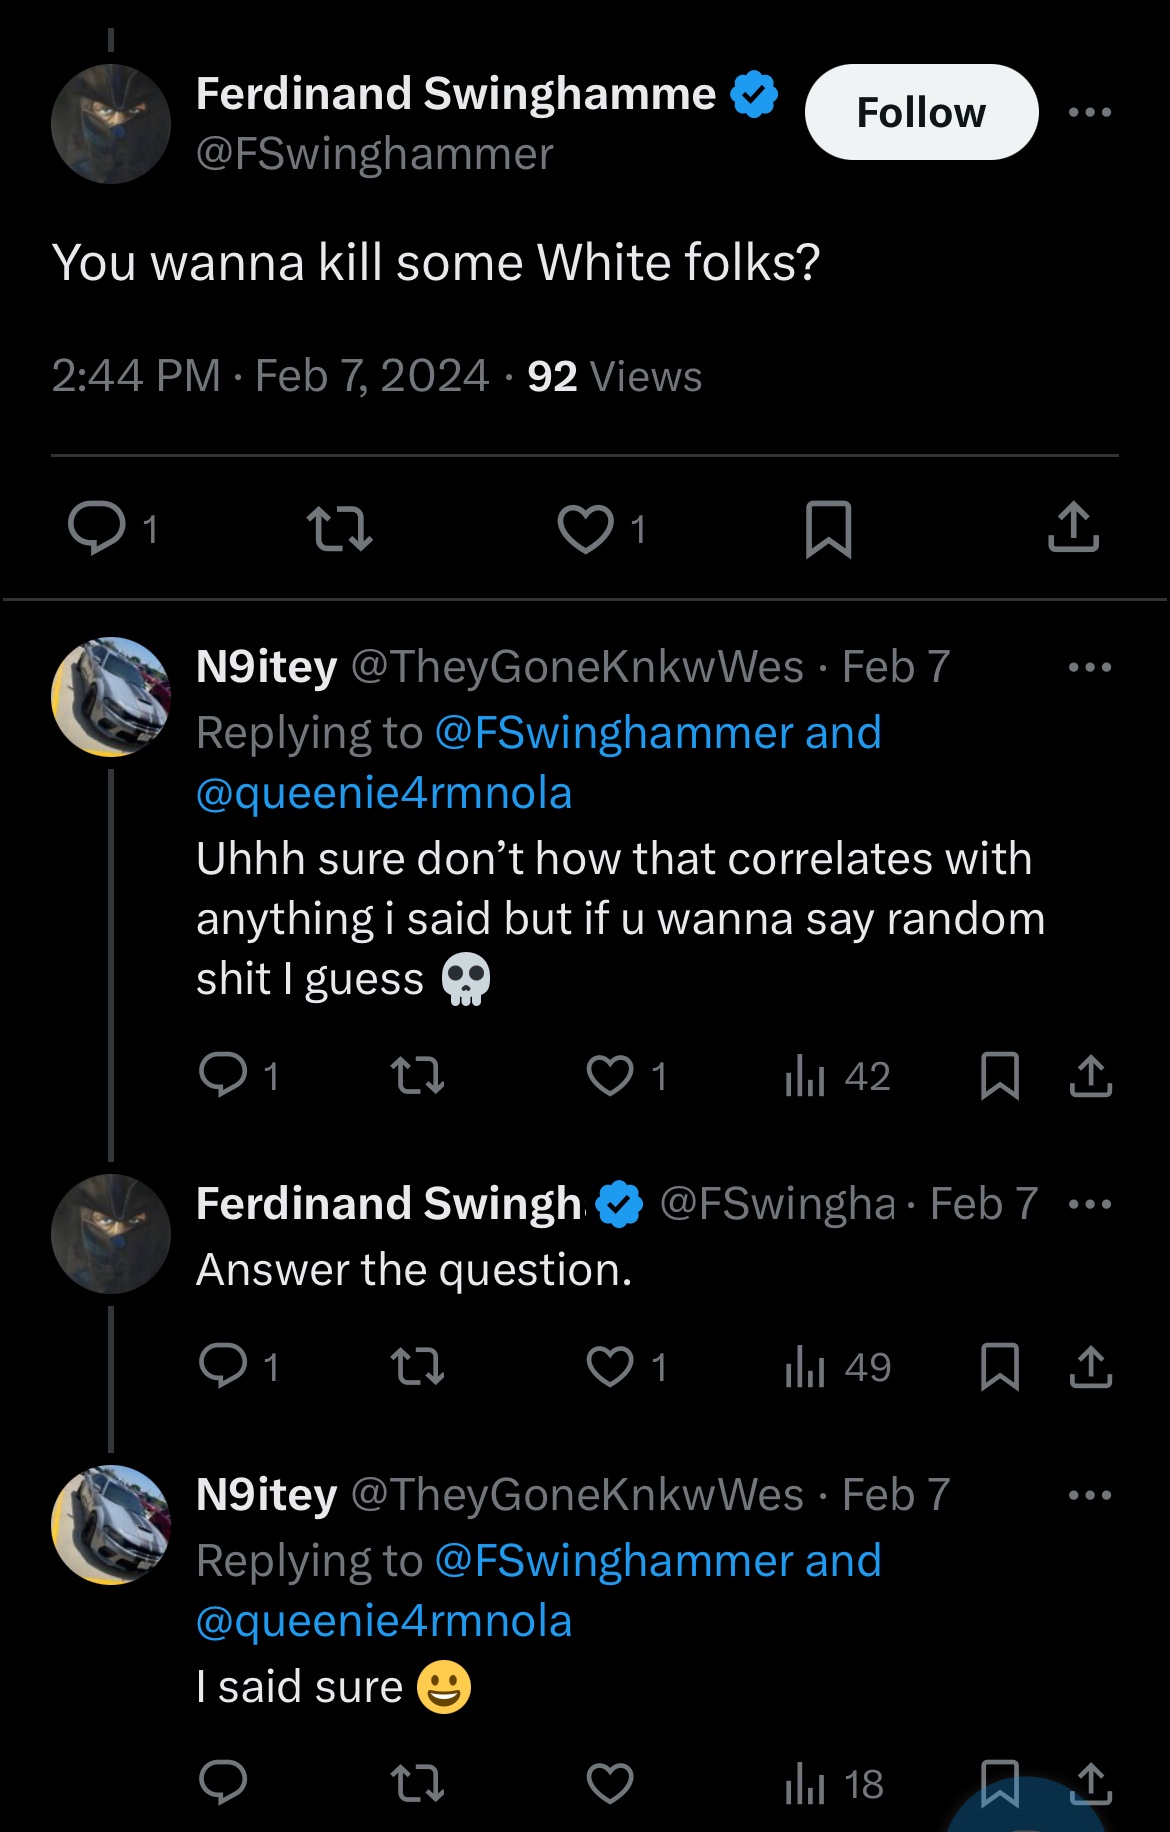 Ferdinand Swinghamme Follow
@FSwinghammer
You wanna kill some White folks?
2:44 PM · Feb 7, 2024 · 92 Views
1 1
N9itey @TheyGoneKnkwWes · Feb 7
Replying to @FSwinghammer and
@queenie4rmnola
Uhhh sure don’t how that correlates with
anything i said but if u wanna say random
shit I guess 💀
1 1 42
Ferdinand Swingh @FSwingha · Feb 7
Answer the question.
1 1 49
N9itey @TheyGoneKnkwWes · Feb 7
Replying to @FSwinghammer and
@queenie4rmnola
I said sure 😀
18